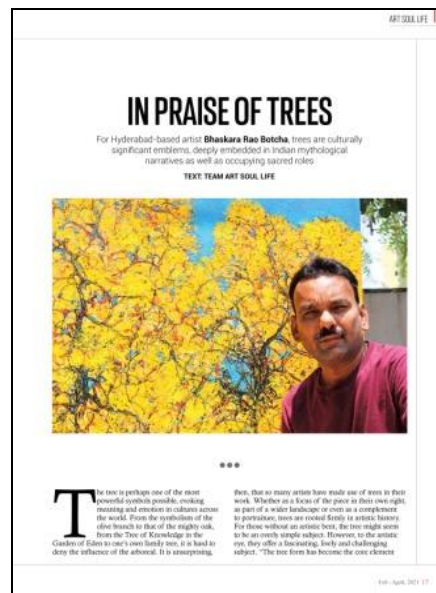 ART SOUL LIFE
IN PRAISE OF TREES
For Hyderabad-based artist Bhaskara Rao Botcha, trees are culturally
significant emblems, deeply embedded in Indian mythological
narratives as well as occupying sacred roles
TEXT: TEAM ART SOUL LIFE
The tree is perhaps one of the most
powerful symbols possible, evoking
meaning and emotion in cultures across
the world. From the symbolism of the
olive branch to that of the mighty oak,
from the Tree of Knowledge in the
Garden of Eden to one's own family tree, it is hard to
deny the influence of the arboreal. It is unsurprising,
then, that so many artists have made use of trees in their
work. Whether as a focus of the piece in their own right,
as part of a wider landscape or even as a complement
to portraiture, trees are rooted firmly in artistic history.
For those without an artistic bent, the tree might seem
to be an overly simple subject. However, to the artistic
eye, they offer a fascinating, lively and challenging
subject. "The tree form has become the core element
Feb - April, 2021 17